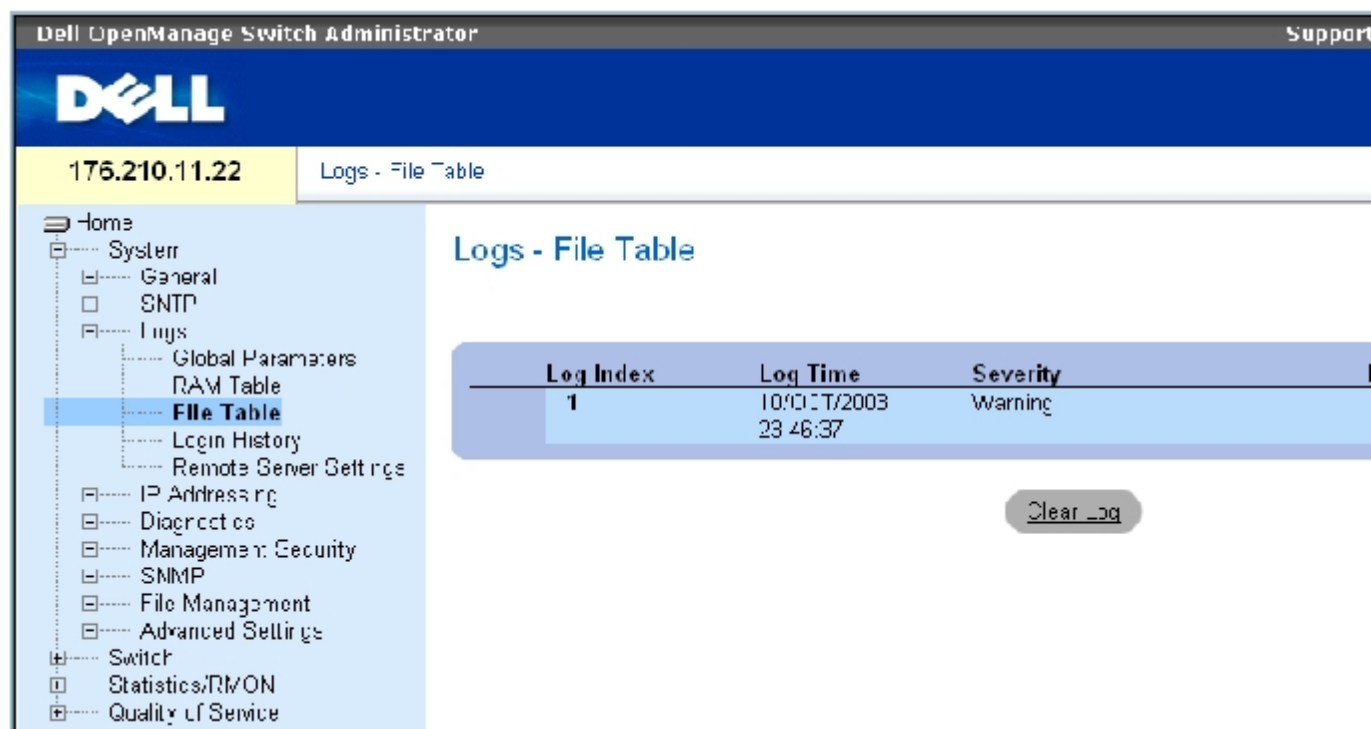 Dell OpenManage Switch Administrator
Support
DELL
176.210.11.22
Logs - File Table
Home
System
General
SNTP
Logs
Global Parameters
RAM Table
File Table
Login History
Remote Server Settings
IP Addressing
Diagnostics
Management Security
SNMP
File Management
Advanced Settings
Switch
Statistics/RMON
Quality of Service
Logs - File Table
Log Index Log Time Severity
1 10/OCT/2003 Warning
23:46:37
Clear Log